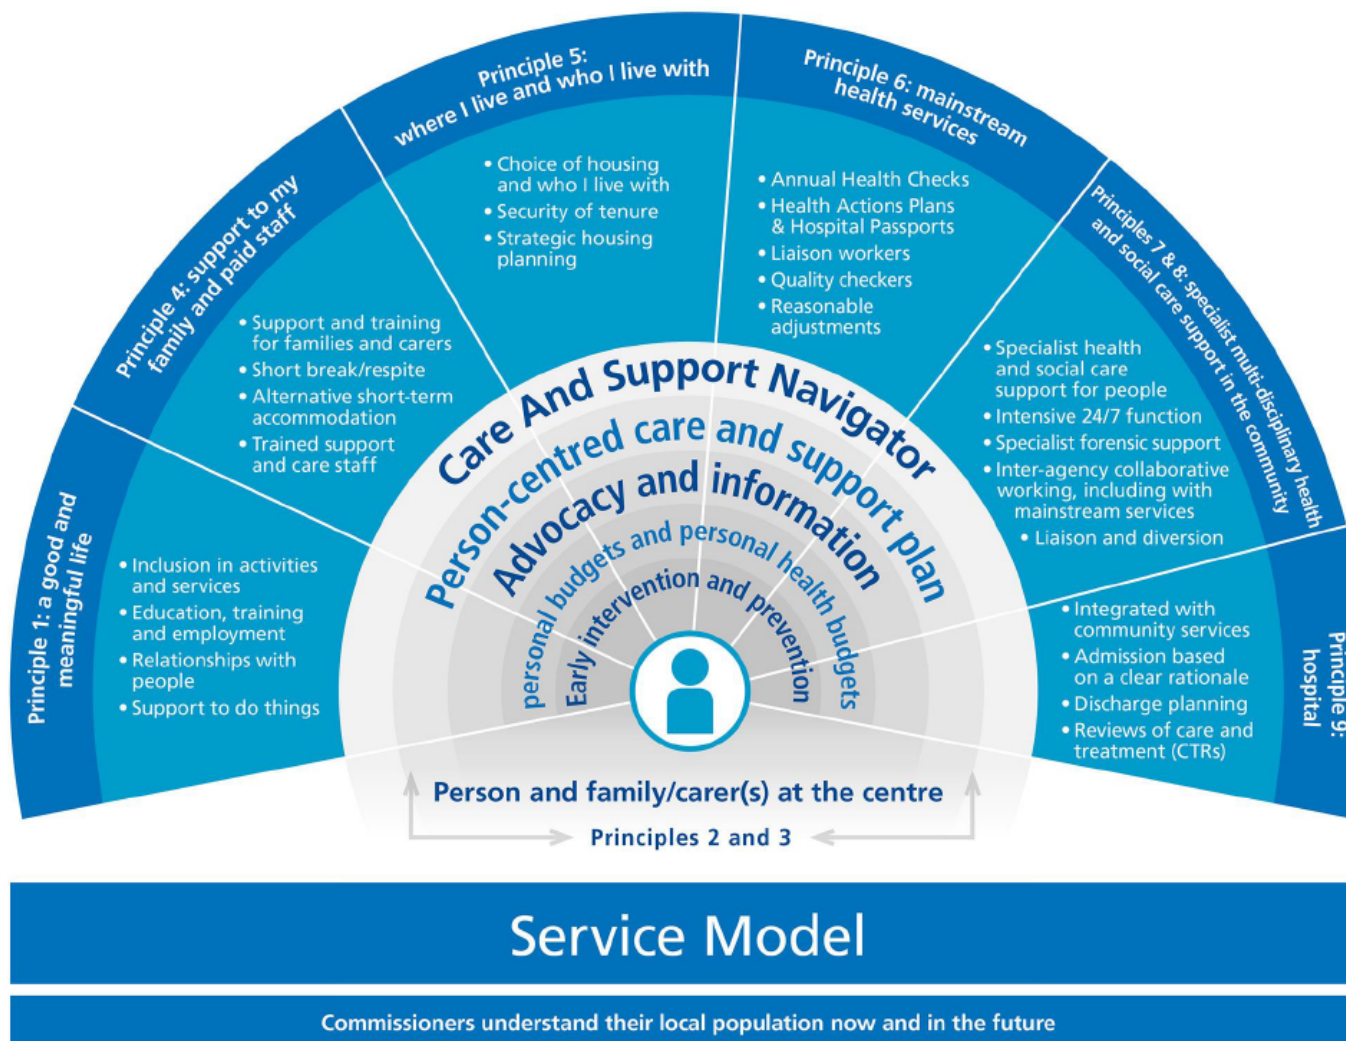 Principle 1: a good and
meaningful life
• Inclusion in activities
and services
• Education, training
and employment
• Relationships with
people
• Support to do things
Principle 4: support to my
family and paid staff
• Support and training
for families and carers
• Short break/respite
• Alternative short-term
accommodation
• Trained support
and care staff
Principle 5:
where I live and who I live with
• Choice of housing
and who I live with
• Security of tenure
• Strategic housing
planning
Principle 6: mainstream
health services
• Annual Health Checks
• Health Actions Plans
& Hospital Passports
• Liaison workers
• Quality checkers
• Reasonable
adjustments
Principles 7 & 8: specialist multi-disciplinary health
and social care support in the community
• Specialist health
and social care
support for people
• Intensive 24/7 function
• Specialist forensic support
• Inter-agency collaborative
working, including with
mainstream services
• Liaison and diversion
Principle 9:
hospital
• Integrated with
community services
• Admission based
on a clear rationale
• Discharge planning
• Reviews of care and
treatment (CTRs)
Care And Support Navigator
Person-centred care and support plan
Advocacy and information
personal budgets and personal health budgets
Early intervention and prevention
Person and family/carer(s) at the centre
Principles 2 and 3
Service Model
Commissioners understand their local population now and in the future